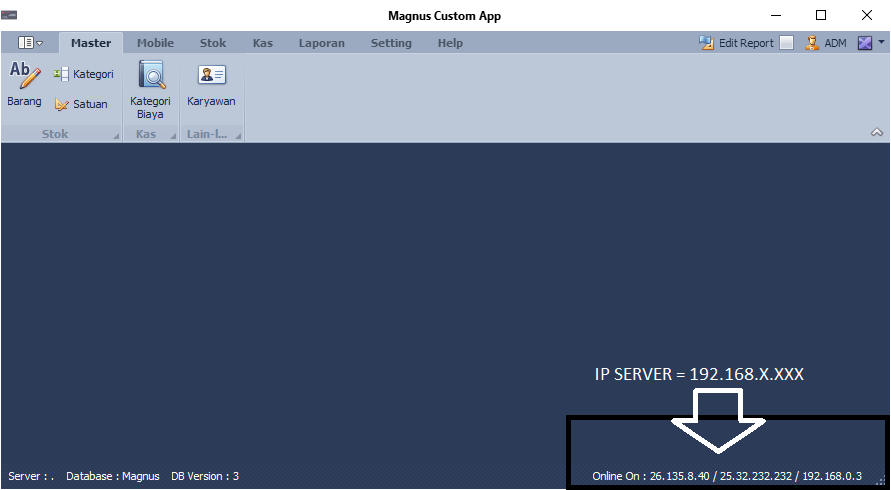 Magnus Custom App
Master Mobile Stok Kas Laporan Setting Help Edit Report ADM
Ab
Barang
Kategori
Satuan
Kategori
Biaya
Karyawan
Stok Kas Lain-l...
IP SERVER = 192.168.X.XXX
Server : . Database : Magnus DB Version : 3 Online On : 26.135.8.40 / 25.32.232.232 / 192.168.0.3